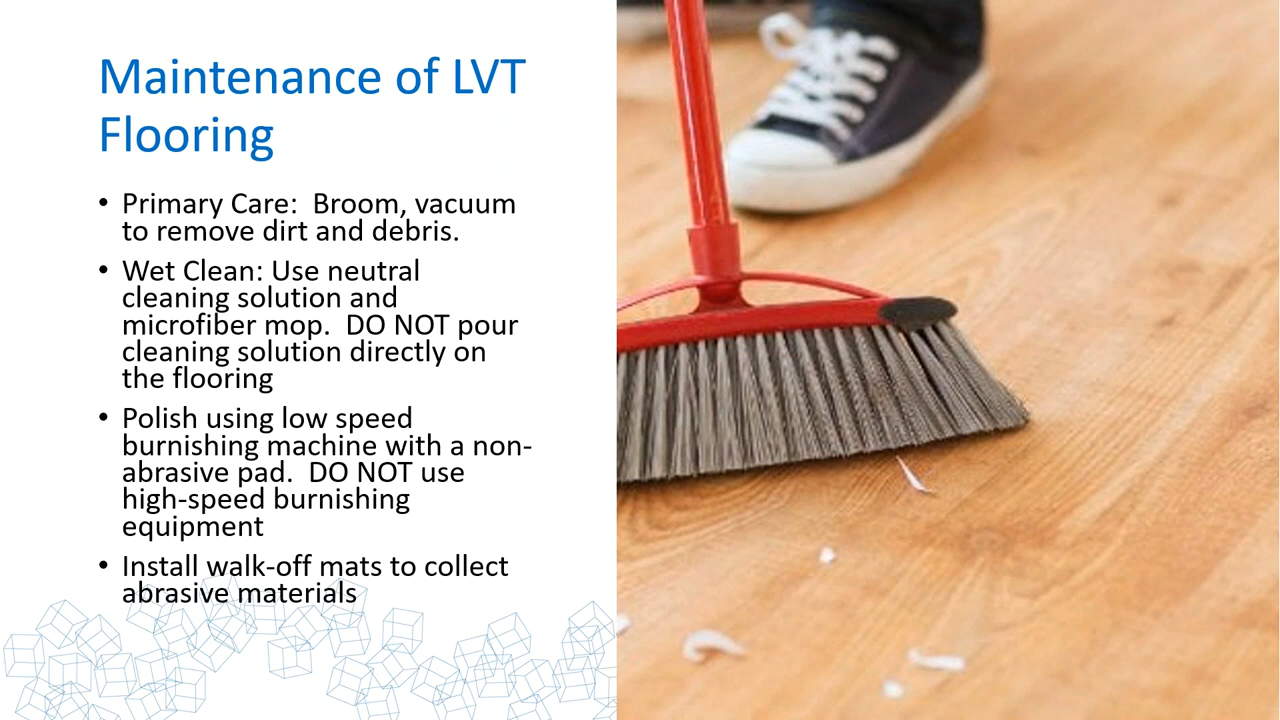 Maintenance of LVT
Flooring
• Primary Care:  Broom, vacuum
to remove dirt and debris.
• Wet Clean: Use neutral
cleaning solution and
microfiber mop.  DO NOT pour
cleaning solution directly on
the flooring
• Polish using low speed
burnishing machine with a non-
abrasive pad.  DO NOT use
high-speed burnishing
equipment
• Install walk-off mats to collect
abrasive materials